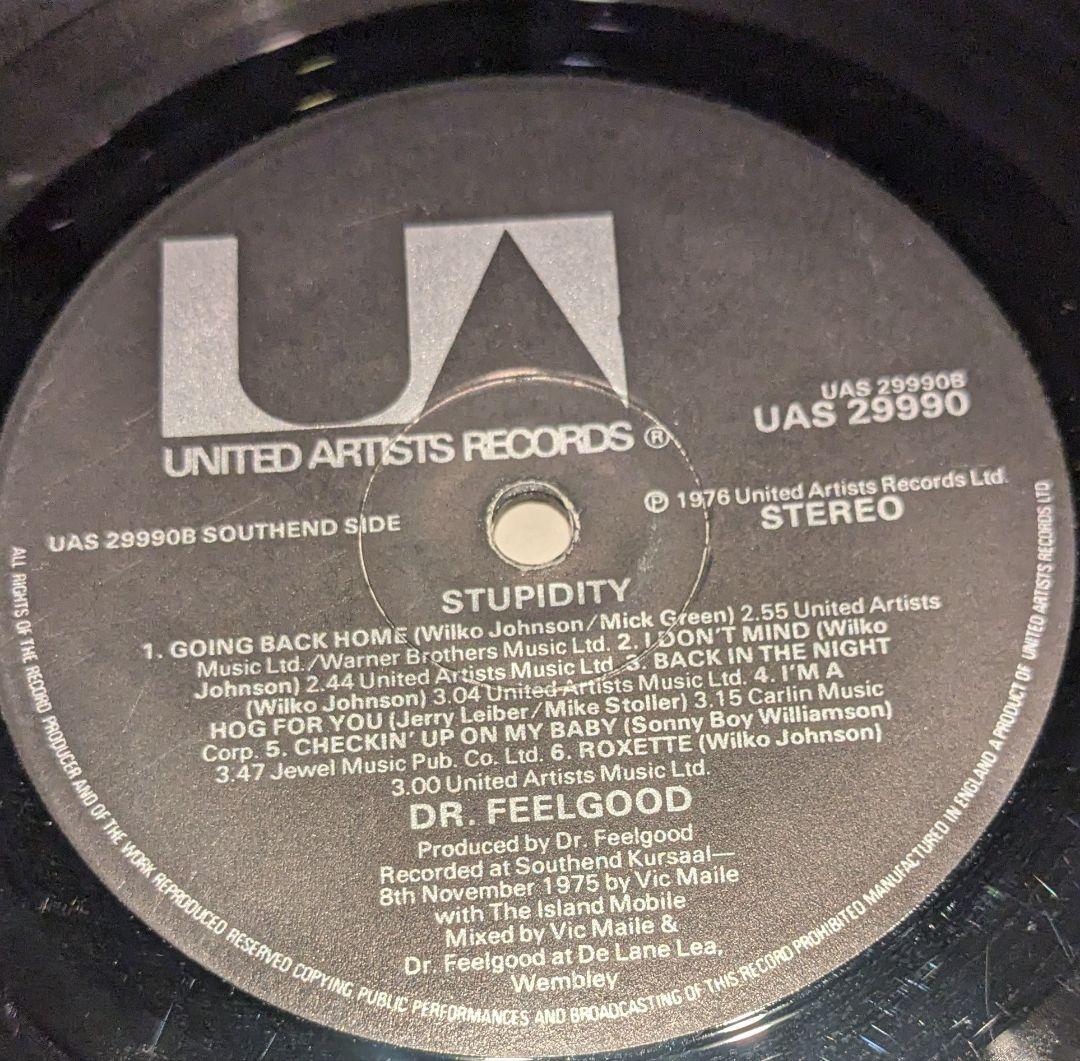 UA
UNITED ARTISTS RECORDS ®
UAS 29990B
UAS 29990
℗ 1976 United Artists Records Ltd.
STEREO
UAS 29990B SOUTHEND SIDE
STUPIDITY
1. GOING BACK HOME (Wilko Johnson/Mick Green) 2.55 United Artists
Music Ltd./Warner Brothers Music Ltd. 2. I DON'T MIND (Wilko
Johnson) 2.44 United Artists Music Ltd. 3. BACK IN THE NIGHT
(Wilko Johnson) 3.04 United Artists Music Ltd. 4. I'M A
HOG FOR YOU (Jerry Leiber/Mike Stoller) 3.15 Carlin Music
Corp. 5. CHECKIN' UP ON MY BABY (Sonny Boy Williamson)
3.47 Jewel Music Pub. Co. Ltd. 6. ROXETTE (Wilko Johnson)
3.00 United Artists Music Ltd.
DR. FEELGOOD
Produced by Dr. Feelgood
Recorded at Southend Kursaal—
8th November 1975 by Vic Maile
with The Island Mobile
Mixed by Vic Maile &
Dr. Feelgood at De Lane Lea,
Wembley
ALL RIGHTS OF THE RECORD PRODUCER AND OF THE WORK REPRODUCED RESERVED COPYING, PUBLIC PERFORMANCES AND BROADCASTING OF THIS RECORD PROHIBITED MANUFACTURED IN ENGLAND A PRODUCT OF UNITED ARTISTS RECORDS LTD